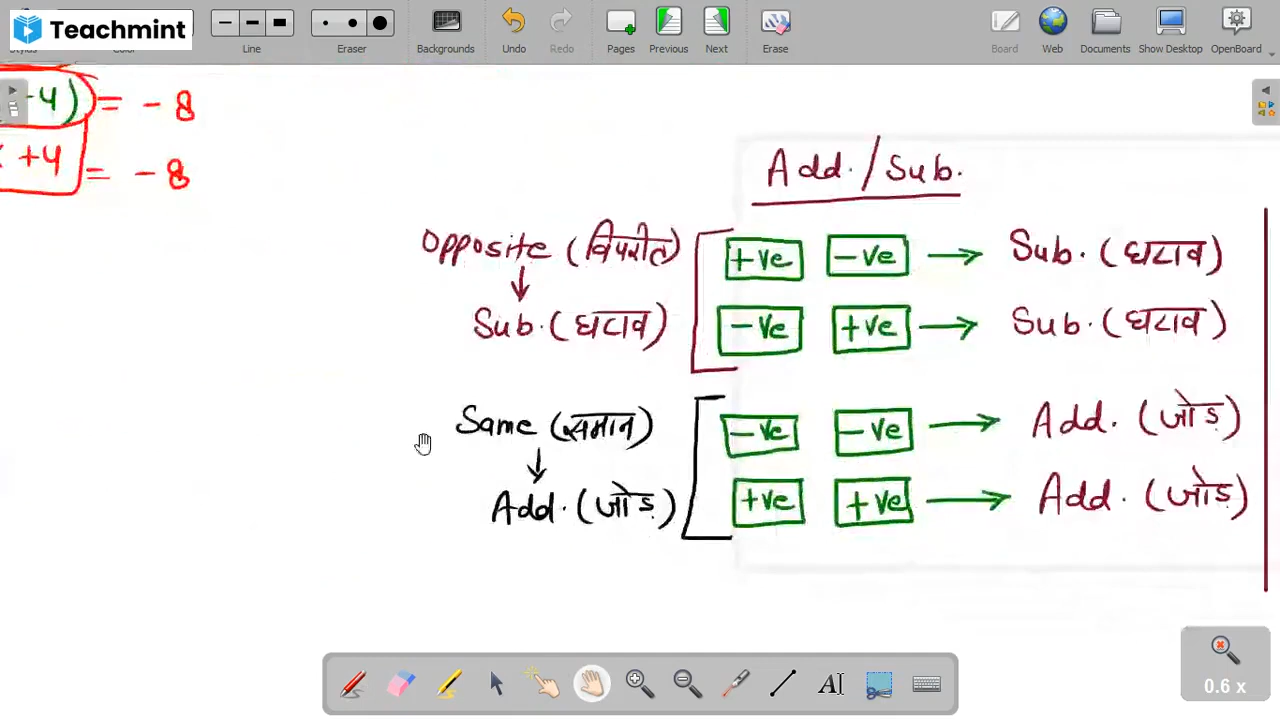 Teachmint
Line
Eraser
Backgrounds
Undo
Redo
Pages
Previous
Next
Erase
Board
Web
Documents
Show Desktop
OpenBoard
-4) = - 8
+4 = - 8
Add. / Sub.
Opposite (विपरीत)
↓
Sub. (घटाव)
+ve -ve → Sub. (घटाव)
-ve +ve → Sub. (घटाव)
Same (समान)
↓
Add. (जोड)
-ve -ve → Add. (जोड)
+ve +ve → Add. (जोड)
0.6 x